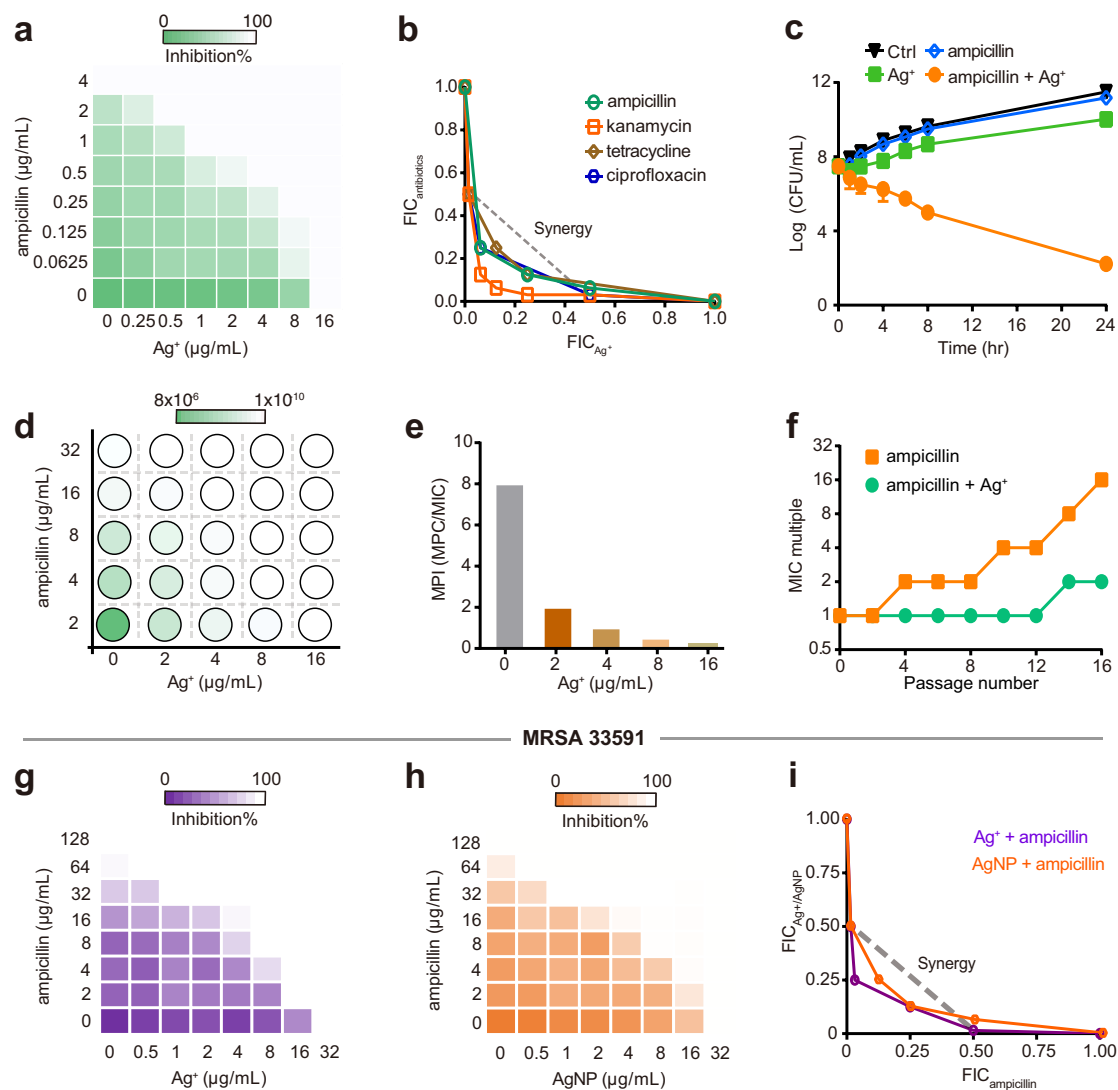 a
0 100
Inhibition%
4
2
1
0.5
0.25
0.125
0.0625
0
ampicillin (µg/mL)
0 0.25 0.5 1 2 4 8 16
Ag⁺ (µg/mL)
b
1.0
0.8
0.6
0.4
0.2
0.0
FIC antibiotics
ampicillin
kanamycin
tetracycline
ciprofloxacin
Synergy
0.0 0.2 0.4 0.6 0.8 1.0
FIC Ag⁺
c
Ctrl ampicillin
Ag⁺ ampicillin + Ag⁺
12
8
4
0
Log (CFU/mL)
0 4 8 12 16 20 24
Time (hr)
d
8x10⁶ 1x10¹⁰
32
16
8
4
2
ampicillin (µg/mL)
0 2 4 8 16
Ag⁺ (µg/mL)
e
10
8
6
4
2
0
MPI (MPC/MIC)
0 2 4 8 16
Ag⁺ (µg/mL)
f
32
16
8
4
2
1
0.5
MIC multiple
ampicillin
ampicillin + Ag⁺
0 4 8 12 16
Passage number
MRSA 33591
g
0 100
Inhibition%
128
64
32
16
8
4
2
0
ampicillin (µg/mL)
0 0.5 1 2 4 8 16 32
Ag⁺ (µg/mL)
h
0 100
Inhibition%
128
64
32
16
8
4
2
0
ampicillin (µg/mL)
0 0.5 1 2 4 8 16 32
AgNP (µg/mL)
i
1.00
0.75
0.50
0.25
0
FIC Ag+/AgNP
Ag⁺ + ampicillin
AgNP + ampicillin
Synergy
0 0.25 0.50 0.75 1.00
FIC ampicillin